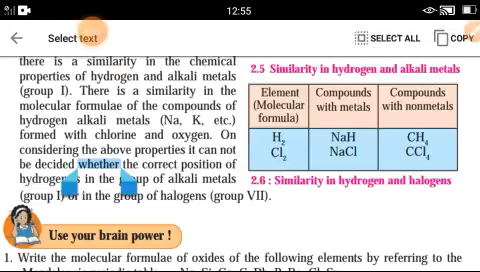 12:55
Select text
SELECT ALL
COPY
there is a similarity in the chemical
properties of hydrogen and alkali metals
(group I). There is a similarity in the
molecular formulae of the compounds of
hydrogen alkali metals (Na, K, etc.)
formed with chlorine and oxygen. On
considering the above properties it can not
be decided whether the correct position of
in the of alkali metals
(group I) or in the group of halogens (group VII).
2.5 Similarity in hydrogen and alkali metals
Element (Molecular formula) Compounds with metals Compounds with nonmetals
H₂ NaH CH₄
Cl₂ NaCl CCl₄
2.6 : Similarity in hydrogen and halogens
Use your brain power !
1. Write the molecular formulae of oxides of the following elements by referring to the